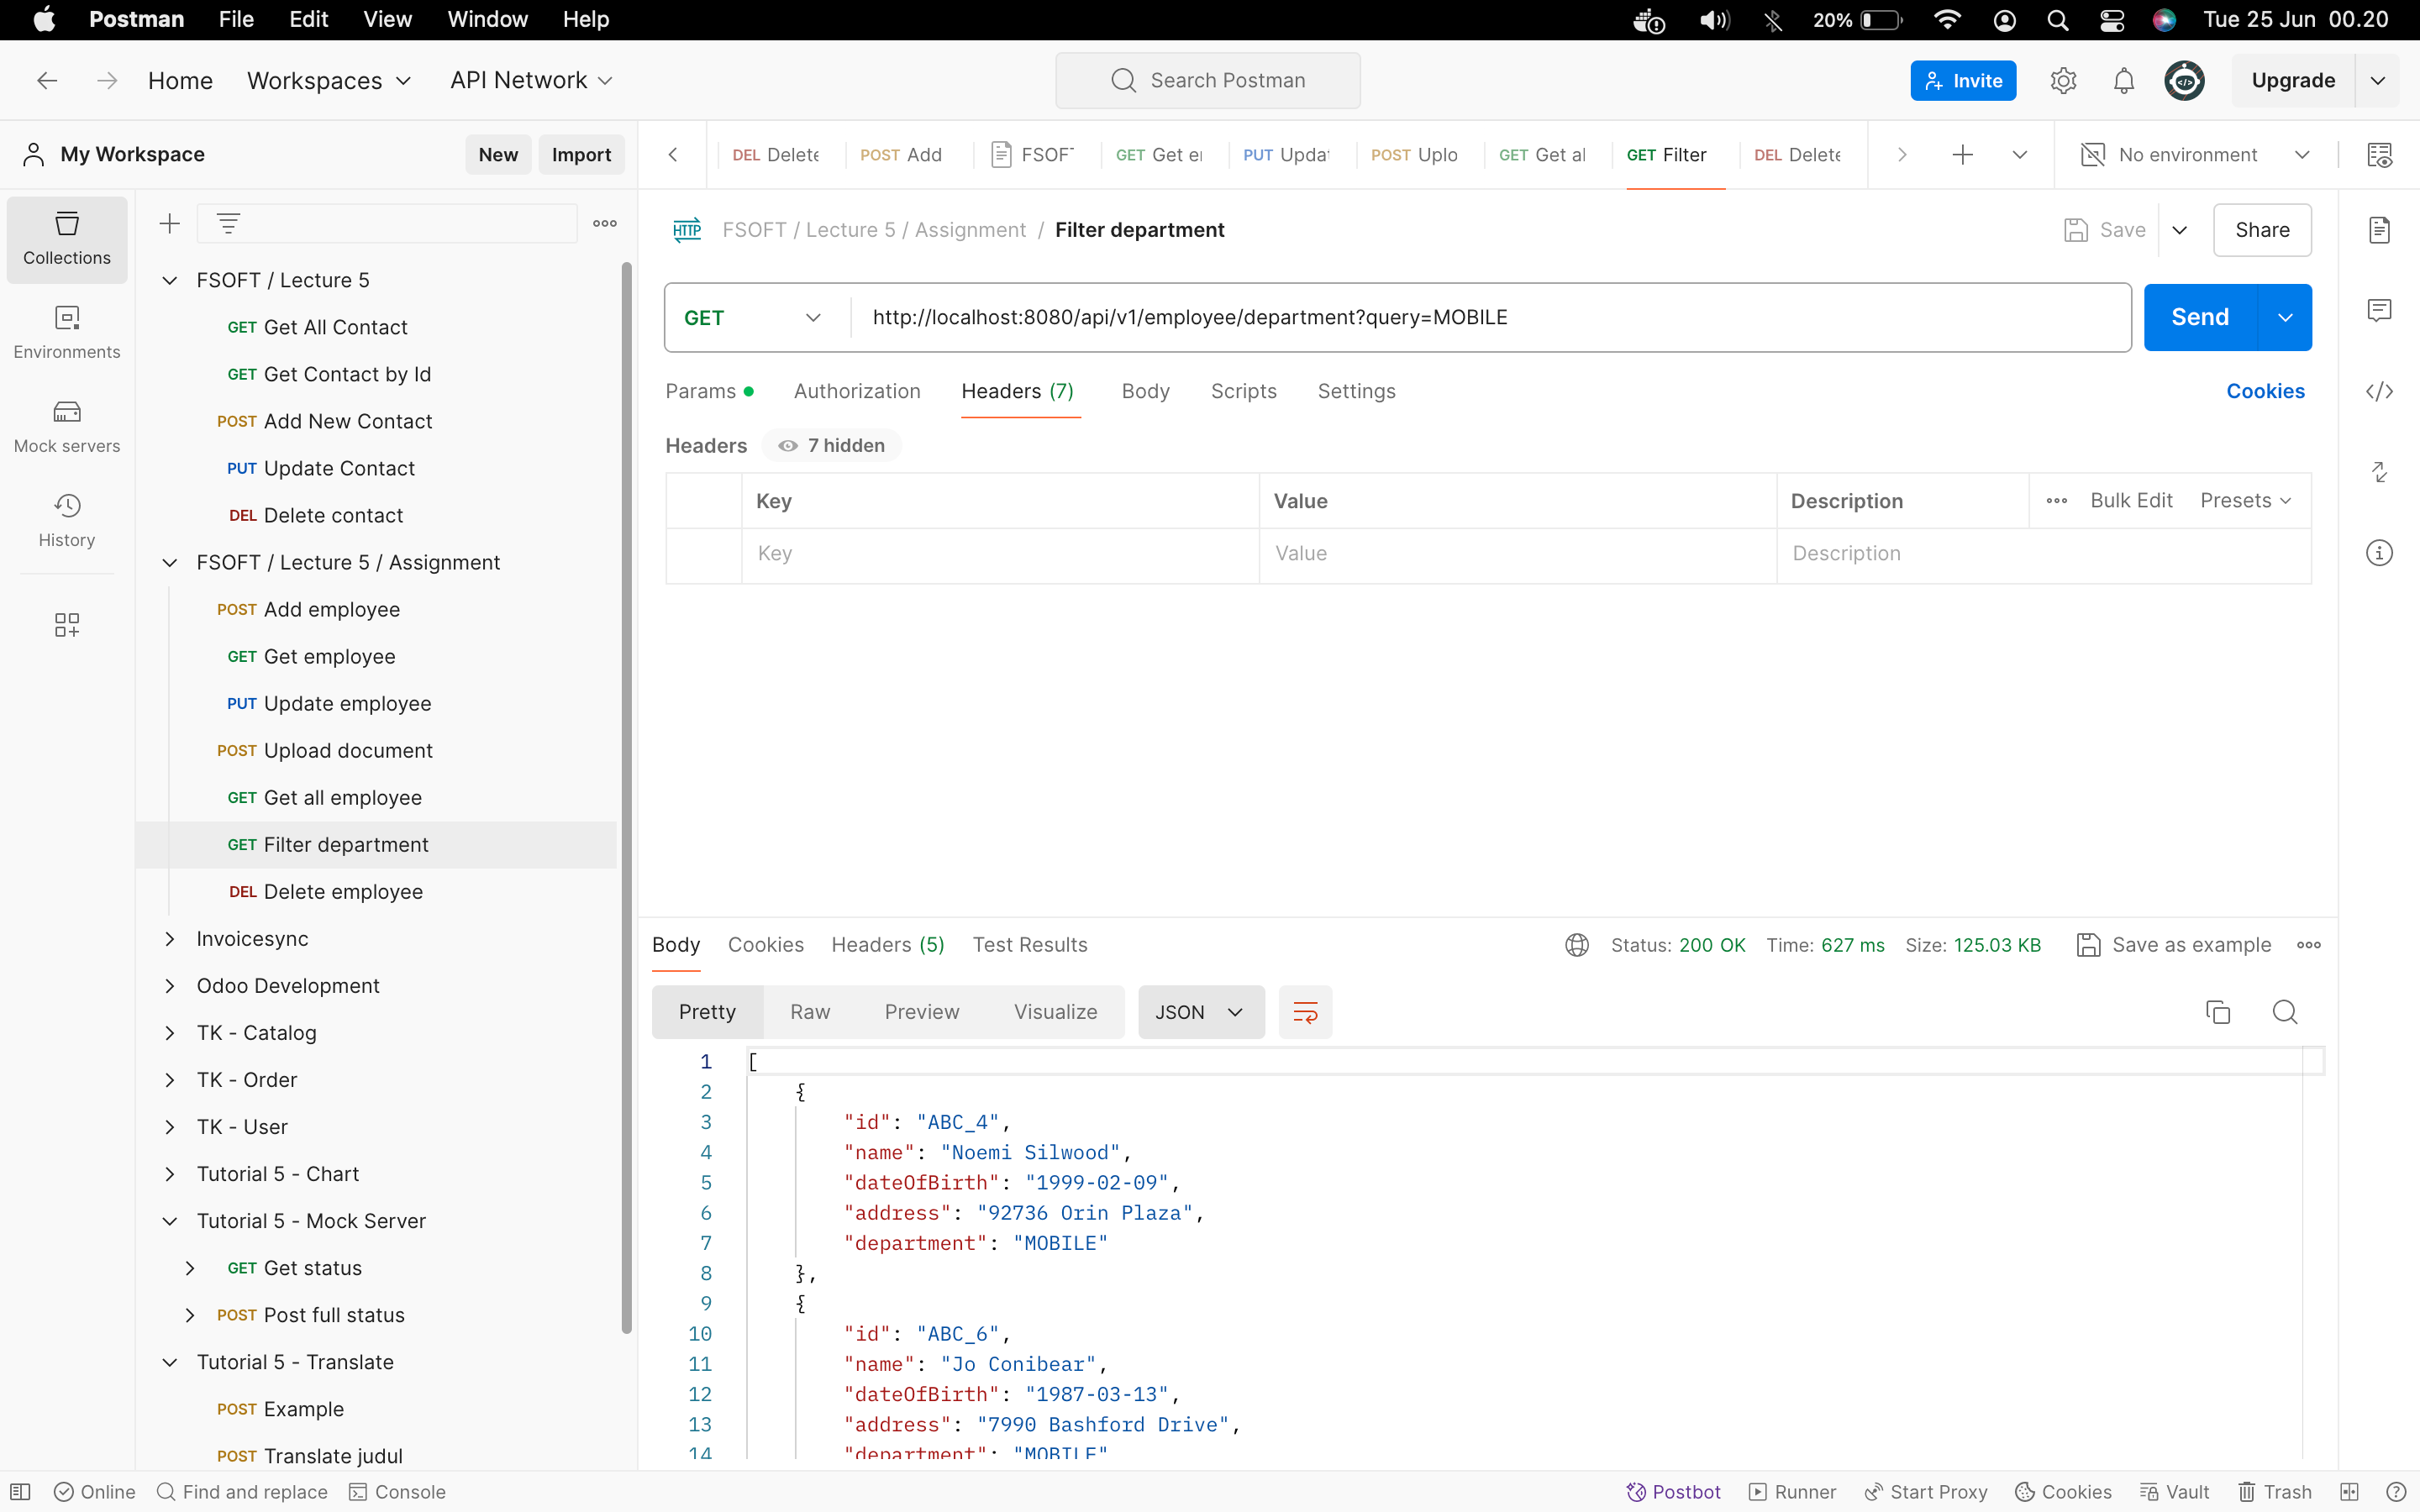 Postman File Edit View Window Help 20% Tue 25 Jun 00.20
Home Workspaces API Network Search Postman Invite Upgrade
My Workspace New Import
DEL Delete POST Add FSOF GET Get e PUT Upda POST Uplo GET Get al GET Filter DEL Delete No environment
Collections
Environments
Mock servers
History
FSOFT / Lecture 5
GET Get All Contact
GET Get Contact by Id
POST Add New Contact
PUT Update Contact
DEL Delete contact
FSOFT / Lecture 5 / Assignment
POST Add employee
GET Get employee
PUT Update employee
POST Upload document
GET Get all employee
GET Filter department
DEL Delete employee
Invoicesync
Odoo Development
TK - Catalog
TK - Order
TK - User
Tutorial 5 - Chart
Tutorial 5 - Mock Server
GET Get status
POST Post full status
Tutorial 5 - Translate
POST Example
POST Translate judul
HTTP FSOFT / Lecture 5 / Assignment / Filter department Save Share
GET http://localhost:8080/api/v1/employee/department?query=MOBILE Send
Params Authorization Headers (7) Body Scripts Settings Cookies
Headers 7 hidden
Key Value Description Bulk Edit Presets
Key Value Description
Body Cookies Headers (5) Test Results Status: 200 OK Time: 627 ms Size: 125.03 KB Save as example
Pretty Raw Preview Visualize JSON
1 [
2 {
3 "id": "ABC_4",
4 "name": "Noemi Silwood",
5 "dateOfBirth": "1999-02-09",
6 "address": "92736 Orin Plaza",
7 "department": "MOBILE"
8 },
9 {
10 "id": "ABC_6",
11 "name": "Jo Conibear",
12 "dateOfBirth": "1987-03-13",
13 "address": "7990 Bashford Drive",
14 "department": "MOBILE"
Online Find and replace Console Postbot Runner Start Proxy Cookies Vault Trash